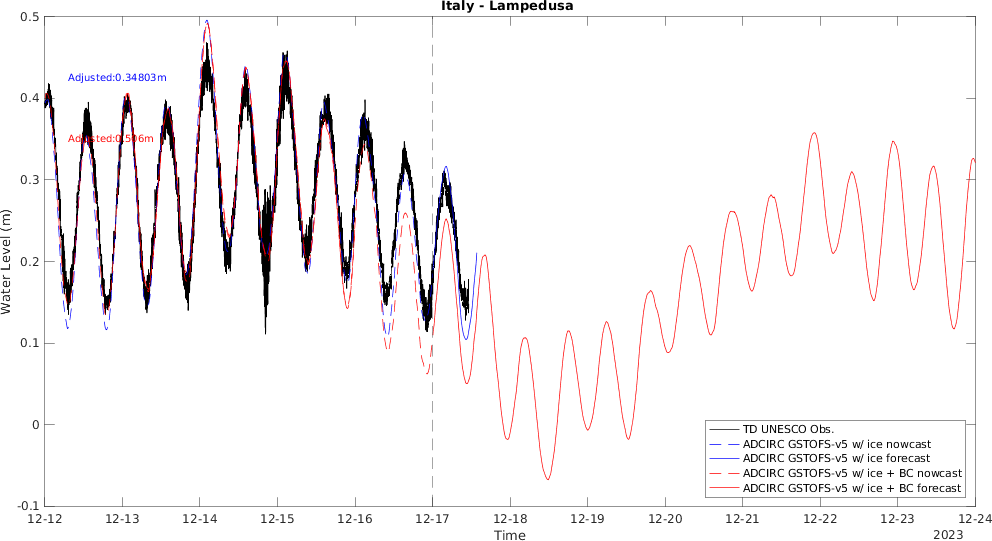 Italy - Lampedusa
0.5
0.4
0.3
0.2
0.1
0
-0.1
Water Level (m)
Adjusted:0.34803m
Adjusted:0.506m
TD UNESCO Obs.
ADCIRC GSTOFS-v5 w/ ice nowcast
ADCIRC GSTOFS-v5 w/ ice forecast
ADCIRC GSTOFS-v5 w/ ice + BC nowcast
ADCIRC GSTOFS-v5 w/ ice + BC forecast
12-12 12-13 12-14 12-15 12-16 12-17 12-18 12-19 12-20 12-21 12-22 12-23 12-24
Time
2023